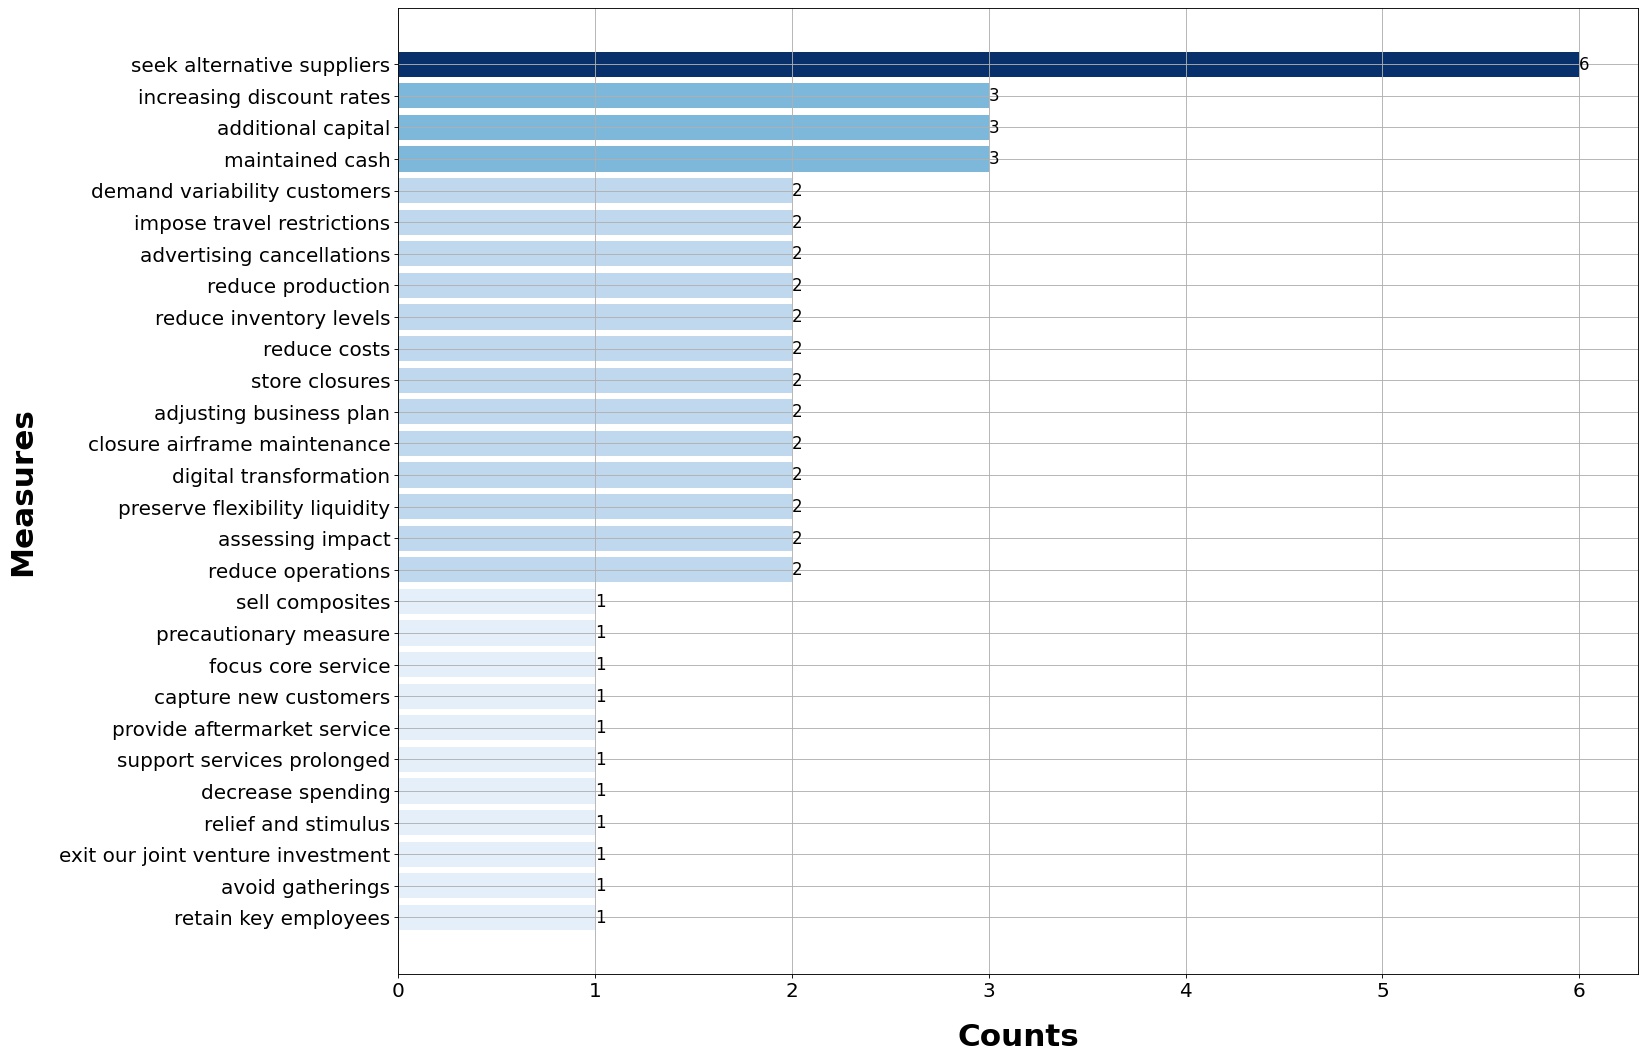 seek alternative suppliers 6
increasing discount rates 3
additional capital 3
maintained cash 3
demand variability customers 2
impose travel restrictions 2
advertising cancellations 2
reduce production 2
reduce inventory levels 2
reduce costs 2
store closures 2
adjusting business plan 2
closure airframe maintenance 2
digital transformation 2
preserve flexibility liquidity 2
assessing impact 2
reduce operations 2
sell composites 1
precautionary measure 1
focus core service 1
capture new customers 1
provide aftermarket service 1
support services prolonged 1
decrease spending 1
relief and stimulus 1
exit our joint venture investment 1
avoid gatherings 1
retain key employees 1
Measures
0 1 2 3 4 5 6
Counts